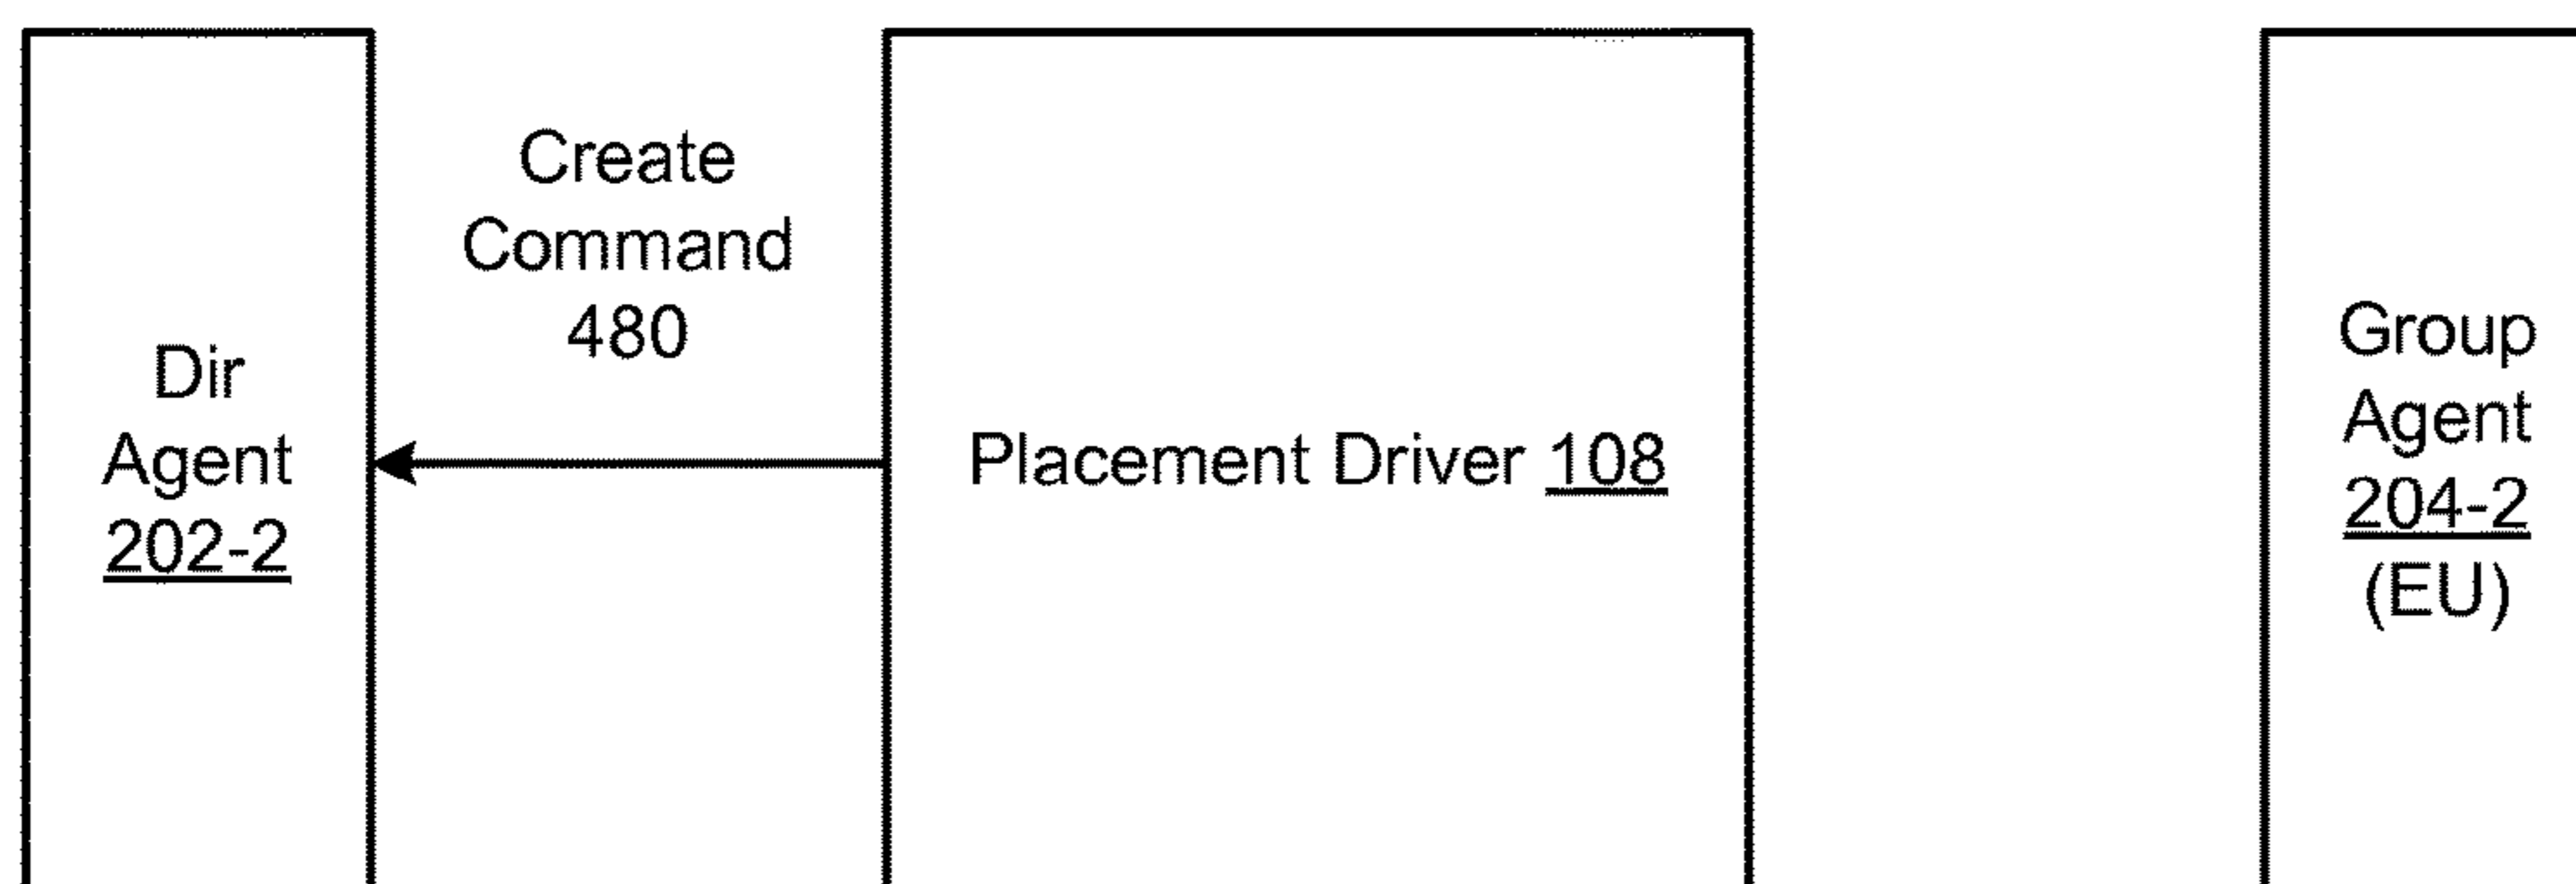 Dir
Agent
202-2
Create
Command
480
Placement Driver 108
Group
Agent
204-2
(EU)